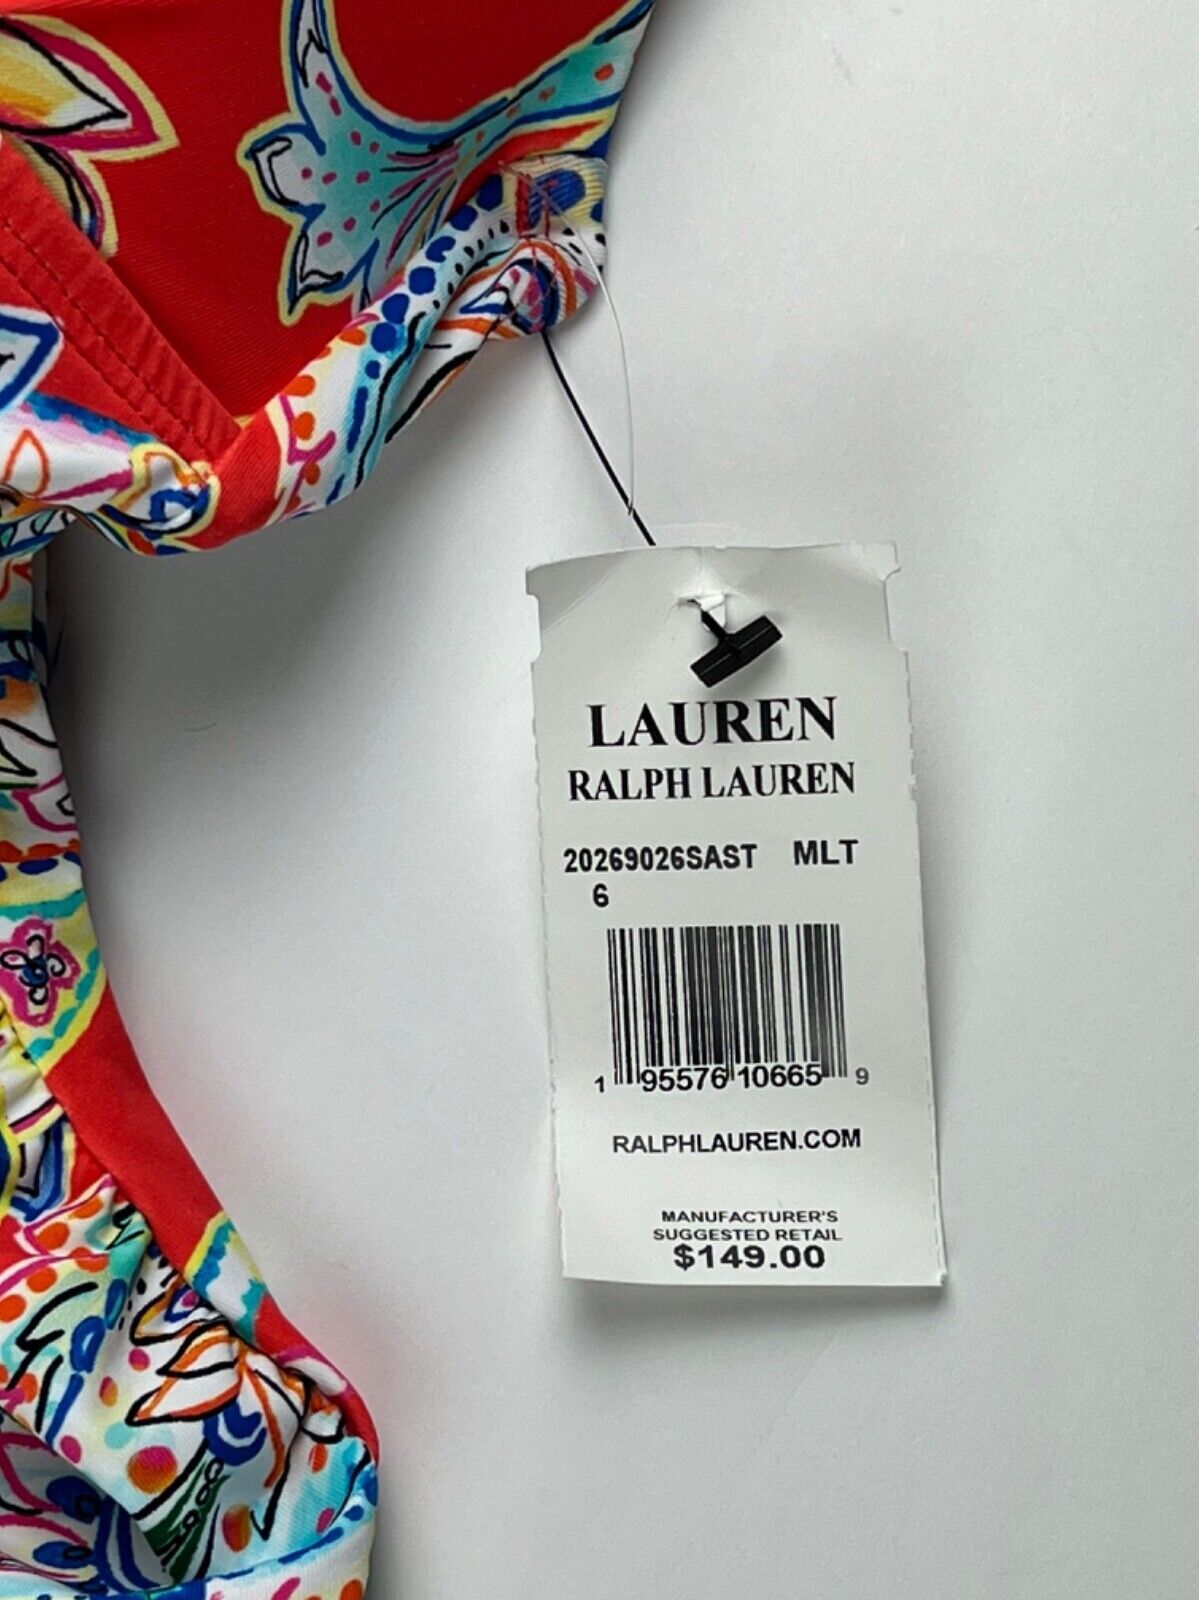 LAUREN
RALPH LAUREN
20269026SAST MLT
6
1 95576 10665 9
RALPHLAUREN.COM
MANUFACTURER'S
SUGGESTED RETAIL
$149.00